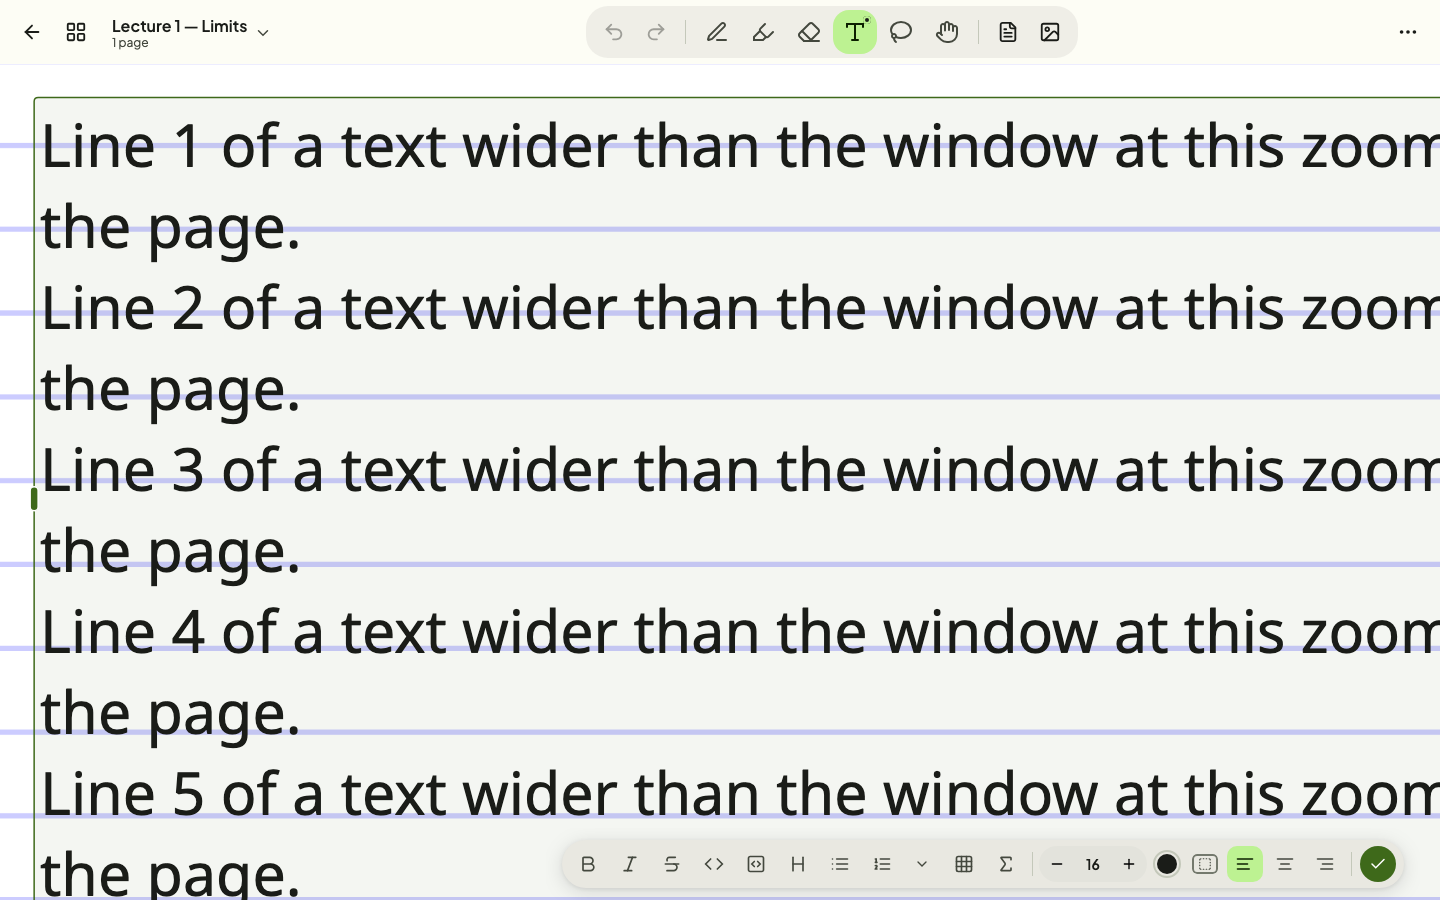 Lecture 1 — Limits
1 page
Line 1 of a text wider than the window at this zoom
the page.
Line 2 of a text wider than the window at this zoom
the page.
Line 3 of a text wider than the window at this zoom
the page.
Line 4 of a text wider than the window at this zoom
the page.
Line 5 of a text wider than the window at this zoom
the page.
16